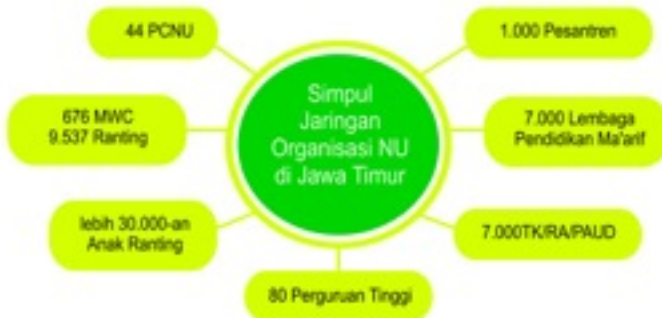 44 PCNU
1.000 Pesantren
Simpul
Jaringan
Organisasi NU
di Jawa Timur
676 MWC
9.537 Ranting
7.000 Lembaga
Pendidikan Ma'arif
lebih 30.000-an
Anak Ranting
7.000TK/RA/PAUD
80 Perguruan Tinggi